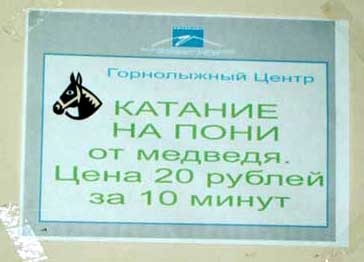 Горнолыжный Центр
КАТАНИЕ
НА ПОНИ
от медведя.
Цена 20 рублей
за 10 минут